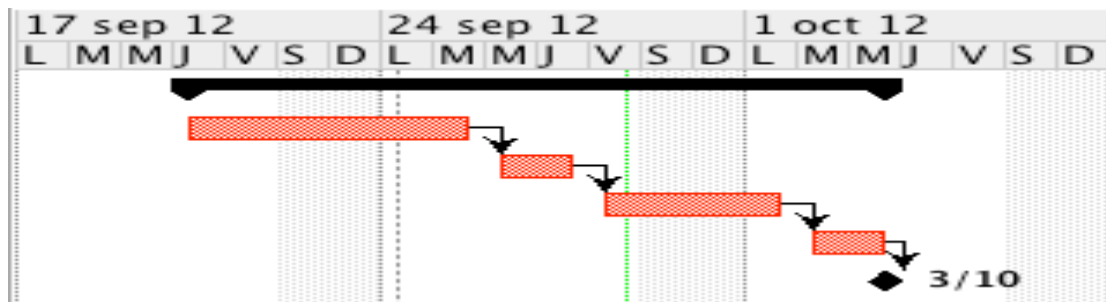 17 sep 12 24 sep 12 1 oct 12
L M M J V S D L M M J V S D L M M J V S D
3/10